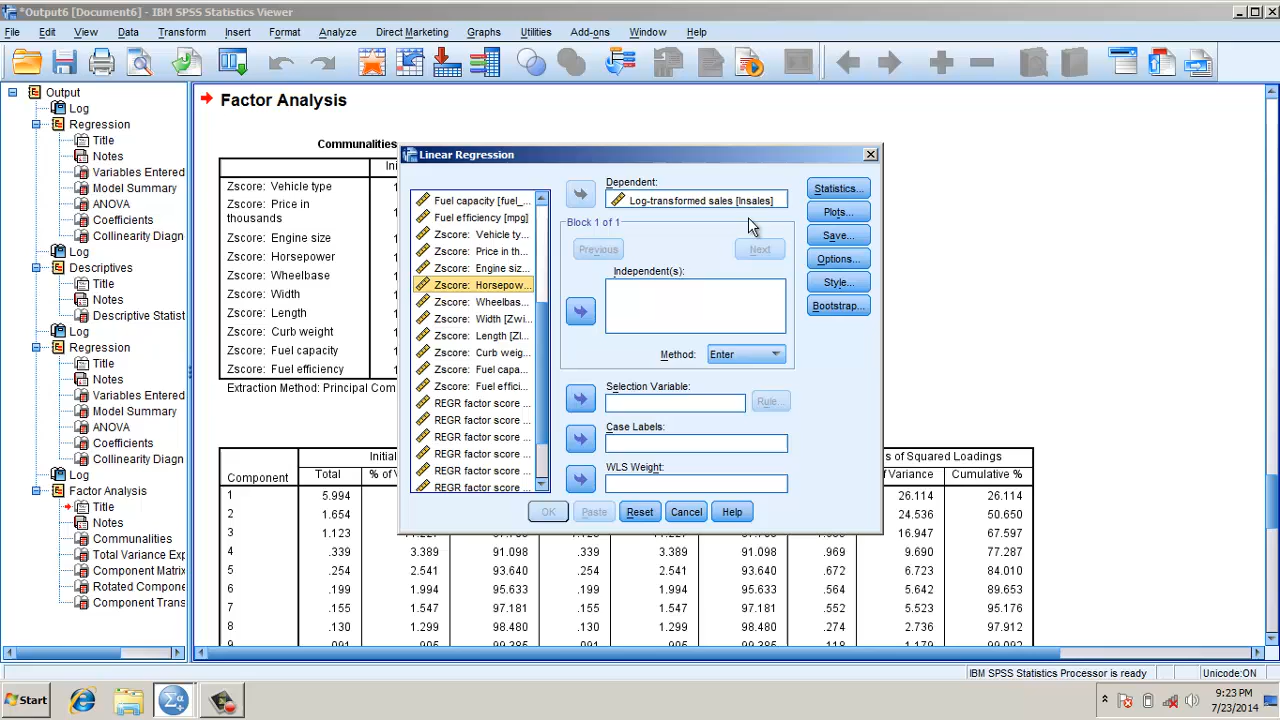 *Output6 [Document6] - IBM SPSS Statistics Viewer
File Edit View Data Transform Insert Format Analyze Direct Marketing Graphs Utilities Add-ons Window Help
Output
Log
Regression
Title
Notes
Variables Entered
Model Summary
ANOVA
Coefficients
Collinearity Diagn
Log
Descriptives
Title
Notes
Descriptive Statist
Log
Regression
Title
Notes
Variables Entered
Model Summary
ANOVA
Coefficients
Collinearity Diagn
Log
Factor Analysis
Title
Notes
Communalities
Total Variance Exp
Component Matrix
Rotated Compone
Component Trans
Factor Analysis
Communalities
Zscore: Vehicle type
Zscore: Price in
thousands
Zscore: Engine size
Zscore: Horsepower
Zscore: Wheelbase
Zscore: Width
Zscore: Length
Zscore: Curb weight
Zscore: Fuel capacity
Zscore: Fuel efficiency
Extraction Method: Principal Com
Linear Regression
Fuel capacity [fuel_...
Fuel efficiency [mpg]
Zscore: Vehicle ty...
Zscore: Price in th...
Zscore: Engine siz...
Zscore: Horsepow...
Zscore: Wheelbas...
Zscore: Width [Zwi...
Zscore: Length [Zl...
Zscore: Curb weig...
Zscore: Fuel capa...
Zscore: Fuel effici...
REGR factor score ...
REGR factor score ...
REGR factor score ...
REGR factor score ...
REGR factor score ...
REGR factor score ...
Dependent:
Log-transformed sales [lnsales]
Block 1 of 1
Previous Next
Independent(s):
Method: Enter
Selection Variable:
Rule...
Case Labels:
WLS Weight:
Statistics...
Plots...
Save...
Options...
Style...
Bootstrap...
OK Paste Reset Cancel Help
Component Total % of V s of Squared Loadings
f Variance Cumulative %
1 5.994 26.114 26.114
2 1.654 24.536 50.650
3 1.123 16.947 67.597
4 .339 3.389 91.098 .339 3.389 91.098 .969 9.690 77.287
5 .254 2.541 93.640 .254 2.541 93.640 .672 6.723 84.010
6 .199 1.994 95.633 .199 1.994 95.633 .564 5.642 89.653
7 .155 1.547 97.181 .155 1.547 97.181 .552 5.523 95.176
8 .130 1.299 98.480 .130 1.299 98.480 .274 2.736 97.912
IBM SPSS Statistics Processor is ready Unicode:ON
Start
9:23 PM
7/23/2014